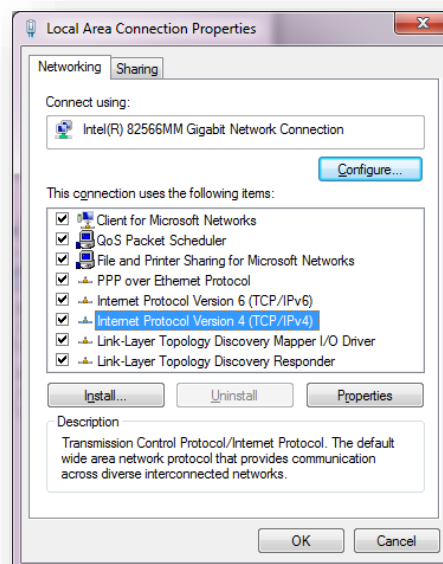 Local Area Connection Properties
Networking
Sharing
Connect using:
Intel(R) 82566MM Gigabit Network Connection
Configure...
This connection uses the following items:
Client for Microsoft Networks
QoS Packet Scheduler
File and Printer Sharing for Microsoft Networks
PPP over Ethernet Protocol
Internet Protocol Version 6 (TCP/IPv6)
Internet Protocol Version 4 (TCP/IPv4)
Link-Layer Topology Discovery Mapper I/O Driver
Link-Layer Topology Discovery Responder
Install...
Uninstall
Properties
Description
Transmission Control Protocol/Internet Protocol. The default
wide area network protocol that provides communication
across diverse interconnected networks.
OK
Cancel